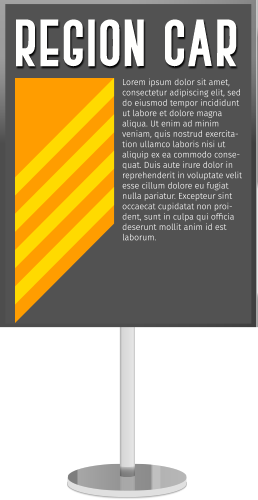 REGION CAR
Lorem ipsum dolor sit amet,
consectetur adipiscing elit, sed
do eiusmod tempor incididunt
ut labore et dolore magna
aliqua. Ut enim ad minim
veniam, quis nostrud exercita-
tion ullamco laboris nisi ut
aliquip ex ea commodo conse-
quat. Duis aute irure dolor in
reprehenderit in voluptate velit
esse cillum dolore eu fugiat
nulla pariatur. Excepteur sint
occaecat cupidatat non proi-
dent, sunt in culpa qui officia
deserunt mollit anim id est
laborum.